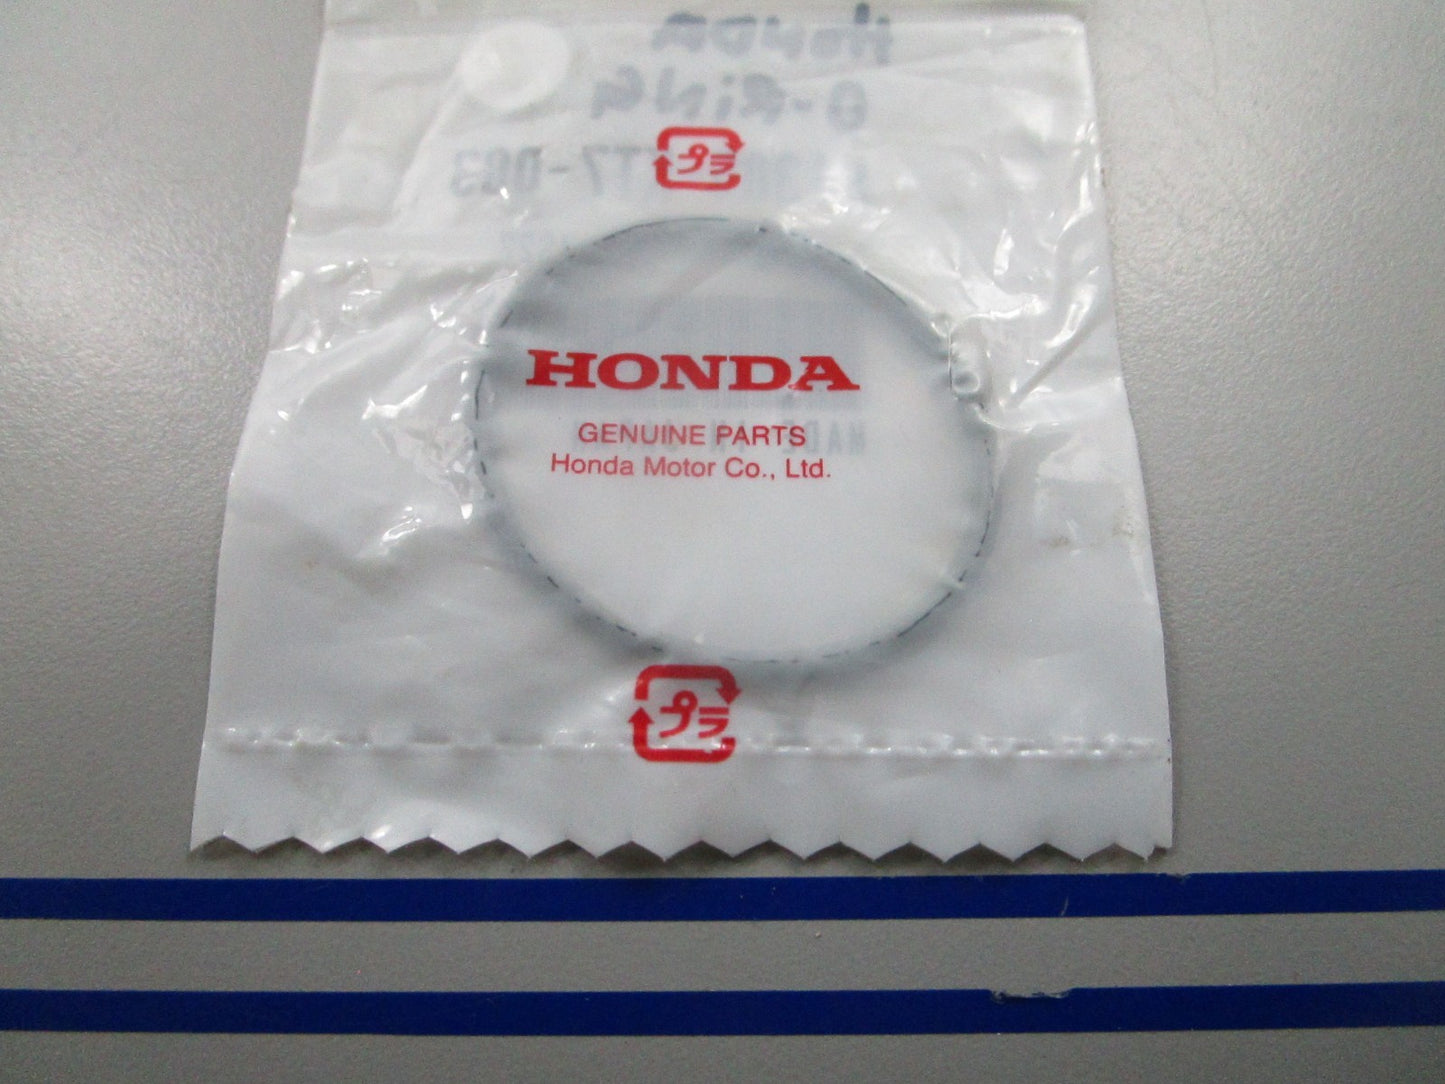 HONDA
O-RING
プラ
HONDA
GENUINE PARTS
Honda Motor Co., Ltd.
プラ